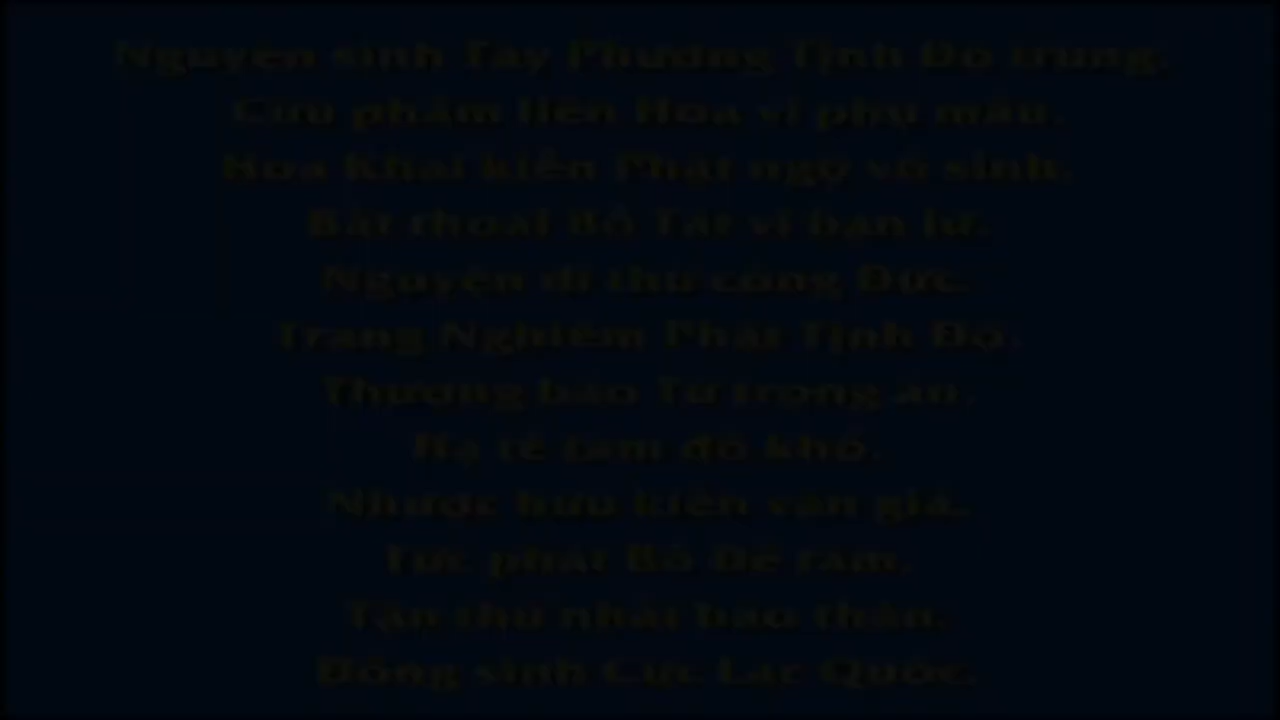 Nguyện sinh Tây Phương Tịnh Độ trung,
Cửu phẩm liên Hoa vi phụ mẫu.
Hoa Khai kiến Phật ngộ vô sinh,
Bất thoái Bồ Tát vi bạn lữ.
Nguyện dĩ thử công Đức,
Trang Nghiêm Phật Tịnh Độ.
Thượng báo Tứ trọng ân,
Hạ tế tam đồ khổ.
Nhược hữu kiến văn giả,
Tức phát Bồ Đề tâm.
Tận thử nhất báo thân,
Đồng sinh Cực Lạc Quốc.